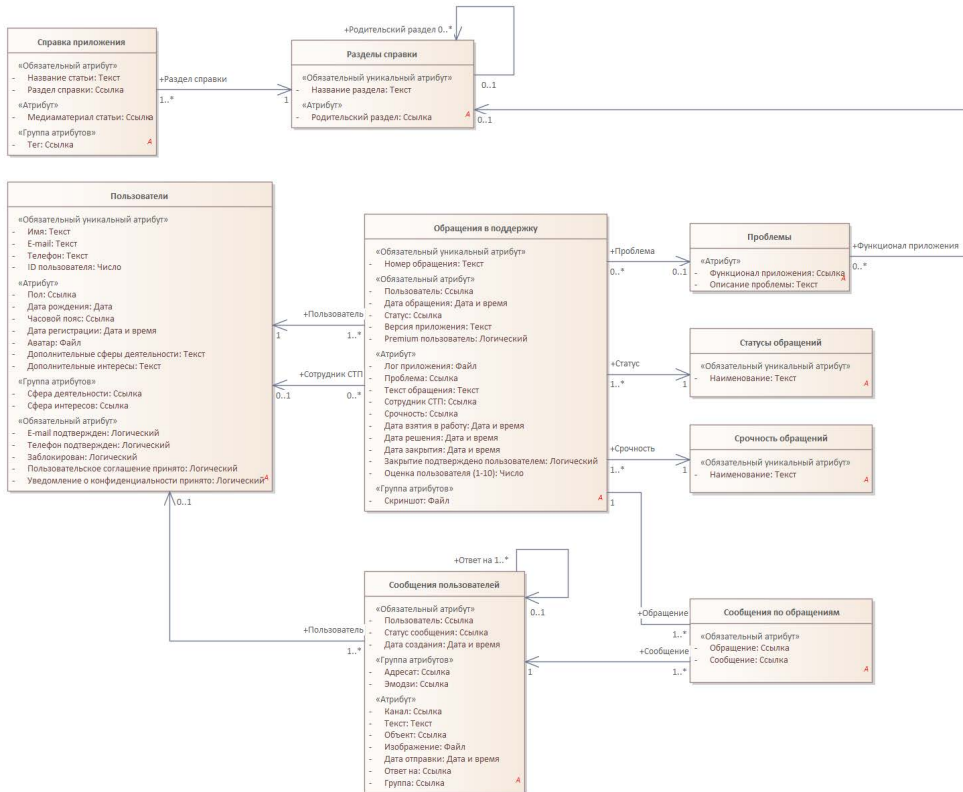 +Родительский раздел 0..*
Справка приложения
«Обязательный атрибут»
- Название статьи: Текст
- Раздел справки: Ссылка
«Атрибут»
- Медиаматериал статьи: Ссылка
«Группа атрибутов»
- Тег: Ссылка
A
+Раздел справки
1..*
1
Разделы справки
«Обязательный уникальный атрибут»
- Название раздела: Текст
«Атрибут»
- Родительский раздел: Ссылка
A
0..1
0..1
Пользователи
«Обязательный уникальный атрибут»
- Имя: Текст
- E-mail: Текст
- Телефон: Текст
- ID пользователя: Число
«Атрибут»
- Пол: Ссылка
- Дата рождения: Дата
- Часовой пояс: Ссылка
- Дата регистрации: Дата и время
- Аватар: Файл
- Дополнительные сферы деятельности: Текст
- Дополнительные интересы: Текст
«Группа атрибутов»
- Сфера деятельности: Ссылка
- Сфера интересов: Ссылка
«Обязательный атрибут»
- E-mail подтвержден: Логический
- Телефон подтвержден: Логический
- Заблокирован: Логический
- Пользовательское соглашение принято: Логический
- Уведомление о конфиденциальности принято: Логический
A
+Пользователь
1
1..*
+Сотрудник СТП
0..1
0..*
0..1
Обращения в поддержку
«Обязательный уникальный атрибут»
- Номер обращения: Текст
«Обязательный атрибут»
- Пользователь: Ссылка
- Дата обращения: Дата и время
- Статус: Ссылка
- Версия приложения: Текст
- Premium пользователь: Логический
«Атрибут»
- Лог приложения: Файл
- Проблема: Ссылка
- Текст обращения: Текст
- Сотрудник СТП: Ссылка
- Срочность: Ссылка
- Дата взятия в работу: Дата и время
- Дата решения: Дата и время
- Дата закрытия: Дата и время
- Закрытие подтверждено пользователем: Логический
- Оценка пользователя (1-10): Число
«Группа атрибутов»
- Скриншот: Файл
A
+Проблема
0..*
0..1
Проблемы
«Атрибут»
- Функционал приложения: Ссылка
- Описание проблемы: Текст
A
+Функционал приложения
0..*
+Статус
1..*
1
Статусы обращений
«Обязательный уникальный атрибут»
- Наименование: Текст
A
+Срочность
1..*
1
Срочность обращений
«Обязательный уникальный атрибут»
- Наименование: Текст
A
1
+Ответ на 1..*
0..1
+Пользователь
1..*
Сообщения пользователей
«Обязательный атрибут»
- Пользователь: Ссылка
- Статус сообщения: Ссылка
- Дата создания: Дата и время
«Группа атрибутов»
- Адресат: Ссылка
- Эмодзи: Ссылка
«Атрибут»
- Канал: Ссылка
- Текст: Текст
- Объект: Ссылка
- Изображение: Файл
- Дата отправки: Дата и время
- Ответ на: Ссылка
- Группа: Ссылка
A
+Обращение
1..*
+Сообщение
1
1..*
Сообщения по обращениям
«Обязательный атрибут»
- Обращение: Ссылка
- Сообщение: Ссылка
A